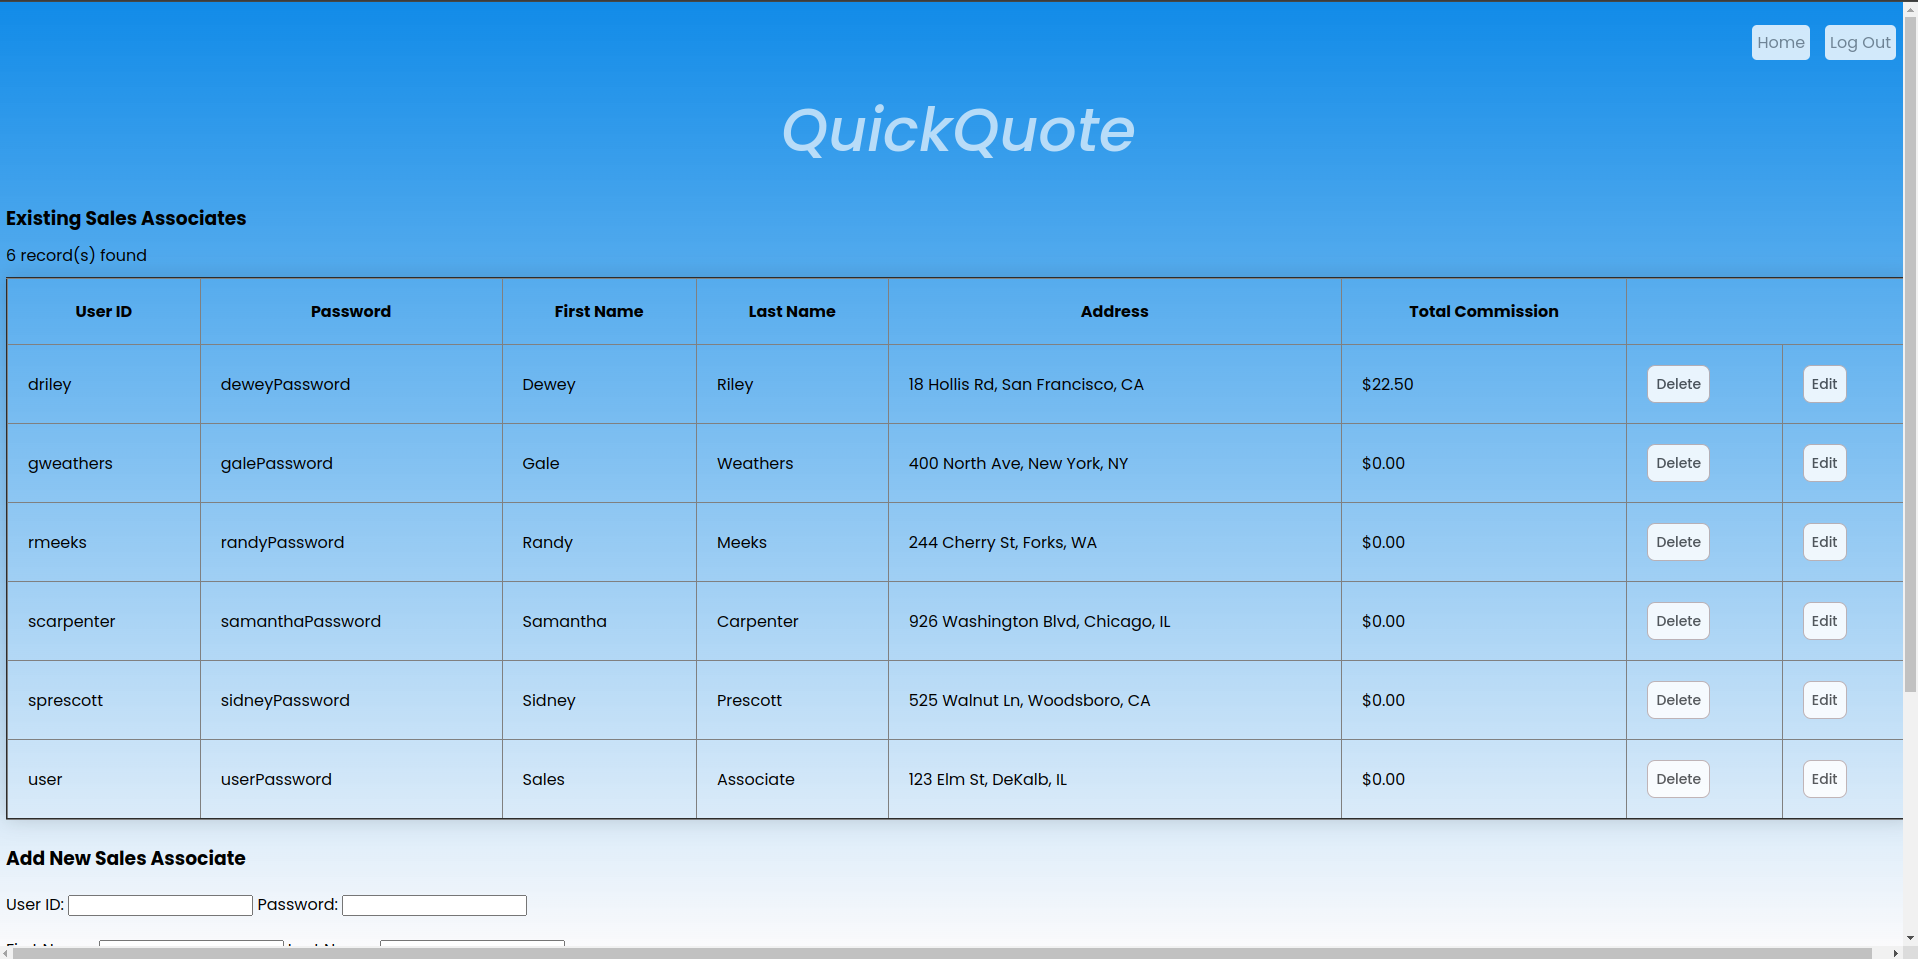 Home Log Out
QuickQuote
Existing Sales Associates
6 record(s) found
User ID Password First Name Last Name Address Total Commission
driley deweyPassword Dewey Riley 18 Hollis Rd, San Francisco, CA $22.50 Delete Edit
gweathers galePassword Gale Weathers 400 North Ave, New York, NY $0.00 Delete Edit
rmeeks randyPassword Randy Meeks 244 Cherry St, Forks, WA $0.00 Delete Edit
scarpenter samanthaPassword Samantha Carpenter 926 Washington Blvd, Chicago, IL $0.00 Delete Edit
sprescott sidneyPassword Sidney Prescott 525 Walnut Ln, Woodsboro, CA $0.00 Delete Edit
user userPassword Sales Associate 123 Elm St, DeKalb, IL $0.00 Delete Edit
Add New Sales Associate
User ID: Password: